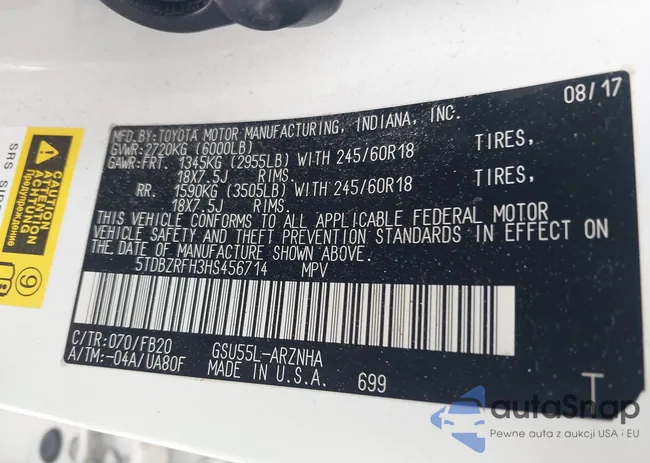 08/17
MFD.BY:TOYOTA MOTOR MANUFACTURING, INDIANA, INC.
GVWR:2720KG (6000LB)
GAWR:FRT. 1345KG (2955LB) WITH 245/60R18 TIRES,
18X7.5J RIMS.
RR. 1590KG (3505LB) WITH 245/60R18 TIRES,
18X7.5J RIMS.
THIS VEHICLE CONFORMS TO ALL APPLICABLE FEDERAL MOTOR
VEHICLE SAFETY AND THEFT PREVENTION STANDARDS IN EFFECT ON
THE DATE OF MANUFACTURE SHOWN ABOVE.
5TDBZRFH3HS456714 MPV
C/TR:070/FB20 GSU55L-ARZNHA
A/TM:-04A/UA80F MADE IN U.S.A. 699
T
SRS SIDE
CAUTION
ATTENTION
ACHTUNG
Предупреждение
9
autoSnap
Pewne auta z aukcji USA i EU